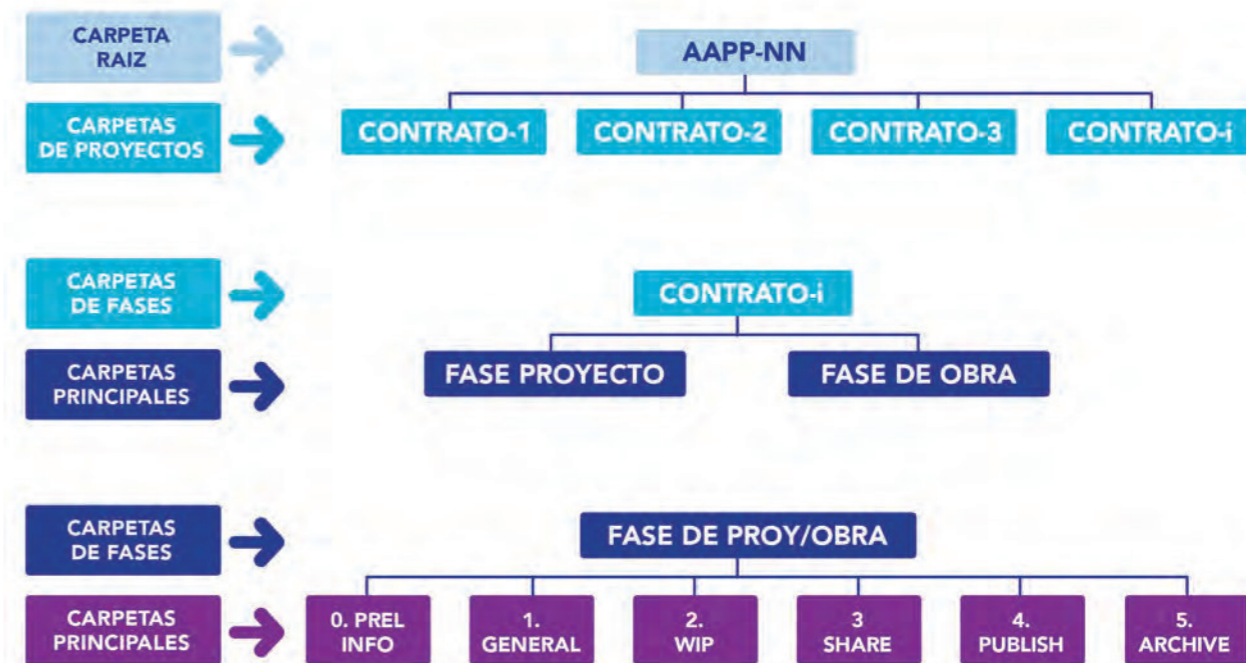 CARPETA
RAIZ
AAPP-NN
CARPETAS
DE PROYECTOS
CONTRATO-1
CONTRATO-2
CONTRATO-3
CONTRATO-i
CARPETAS
DE FASES
CONTRATO-i
CARPETAS
PRINCIPALES
FASE PROYECTO
FASE DE OBRA
CARPETAS
DE FASES
FASE DE PROY/OBRA
CARPETAS
PRINCIPALES
0. PREL
INFO
1.
GENERAL
2.
WIP
3
SHARE
4.
PUBLISH
5.
ARCHIVE